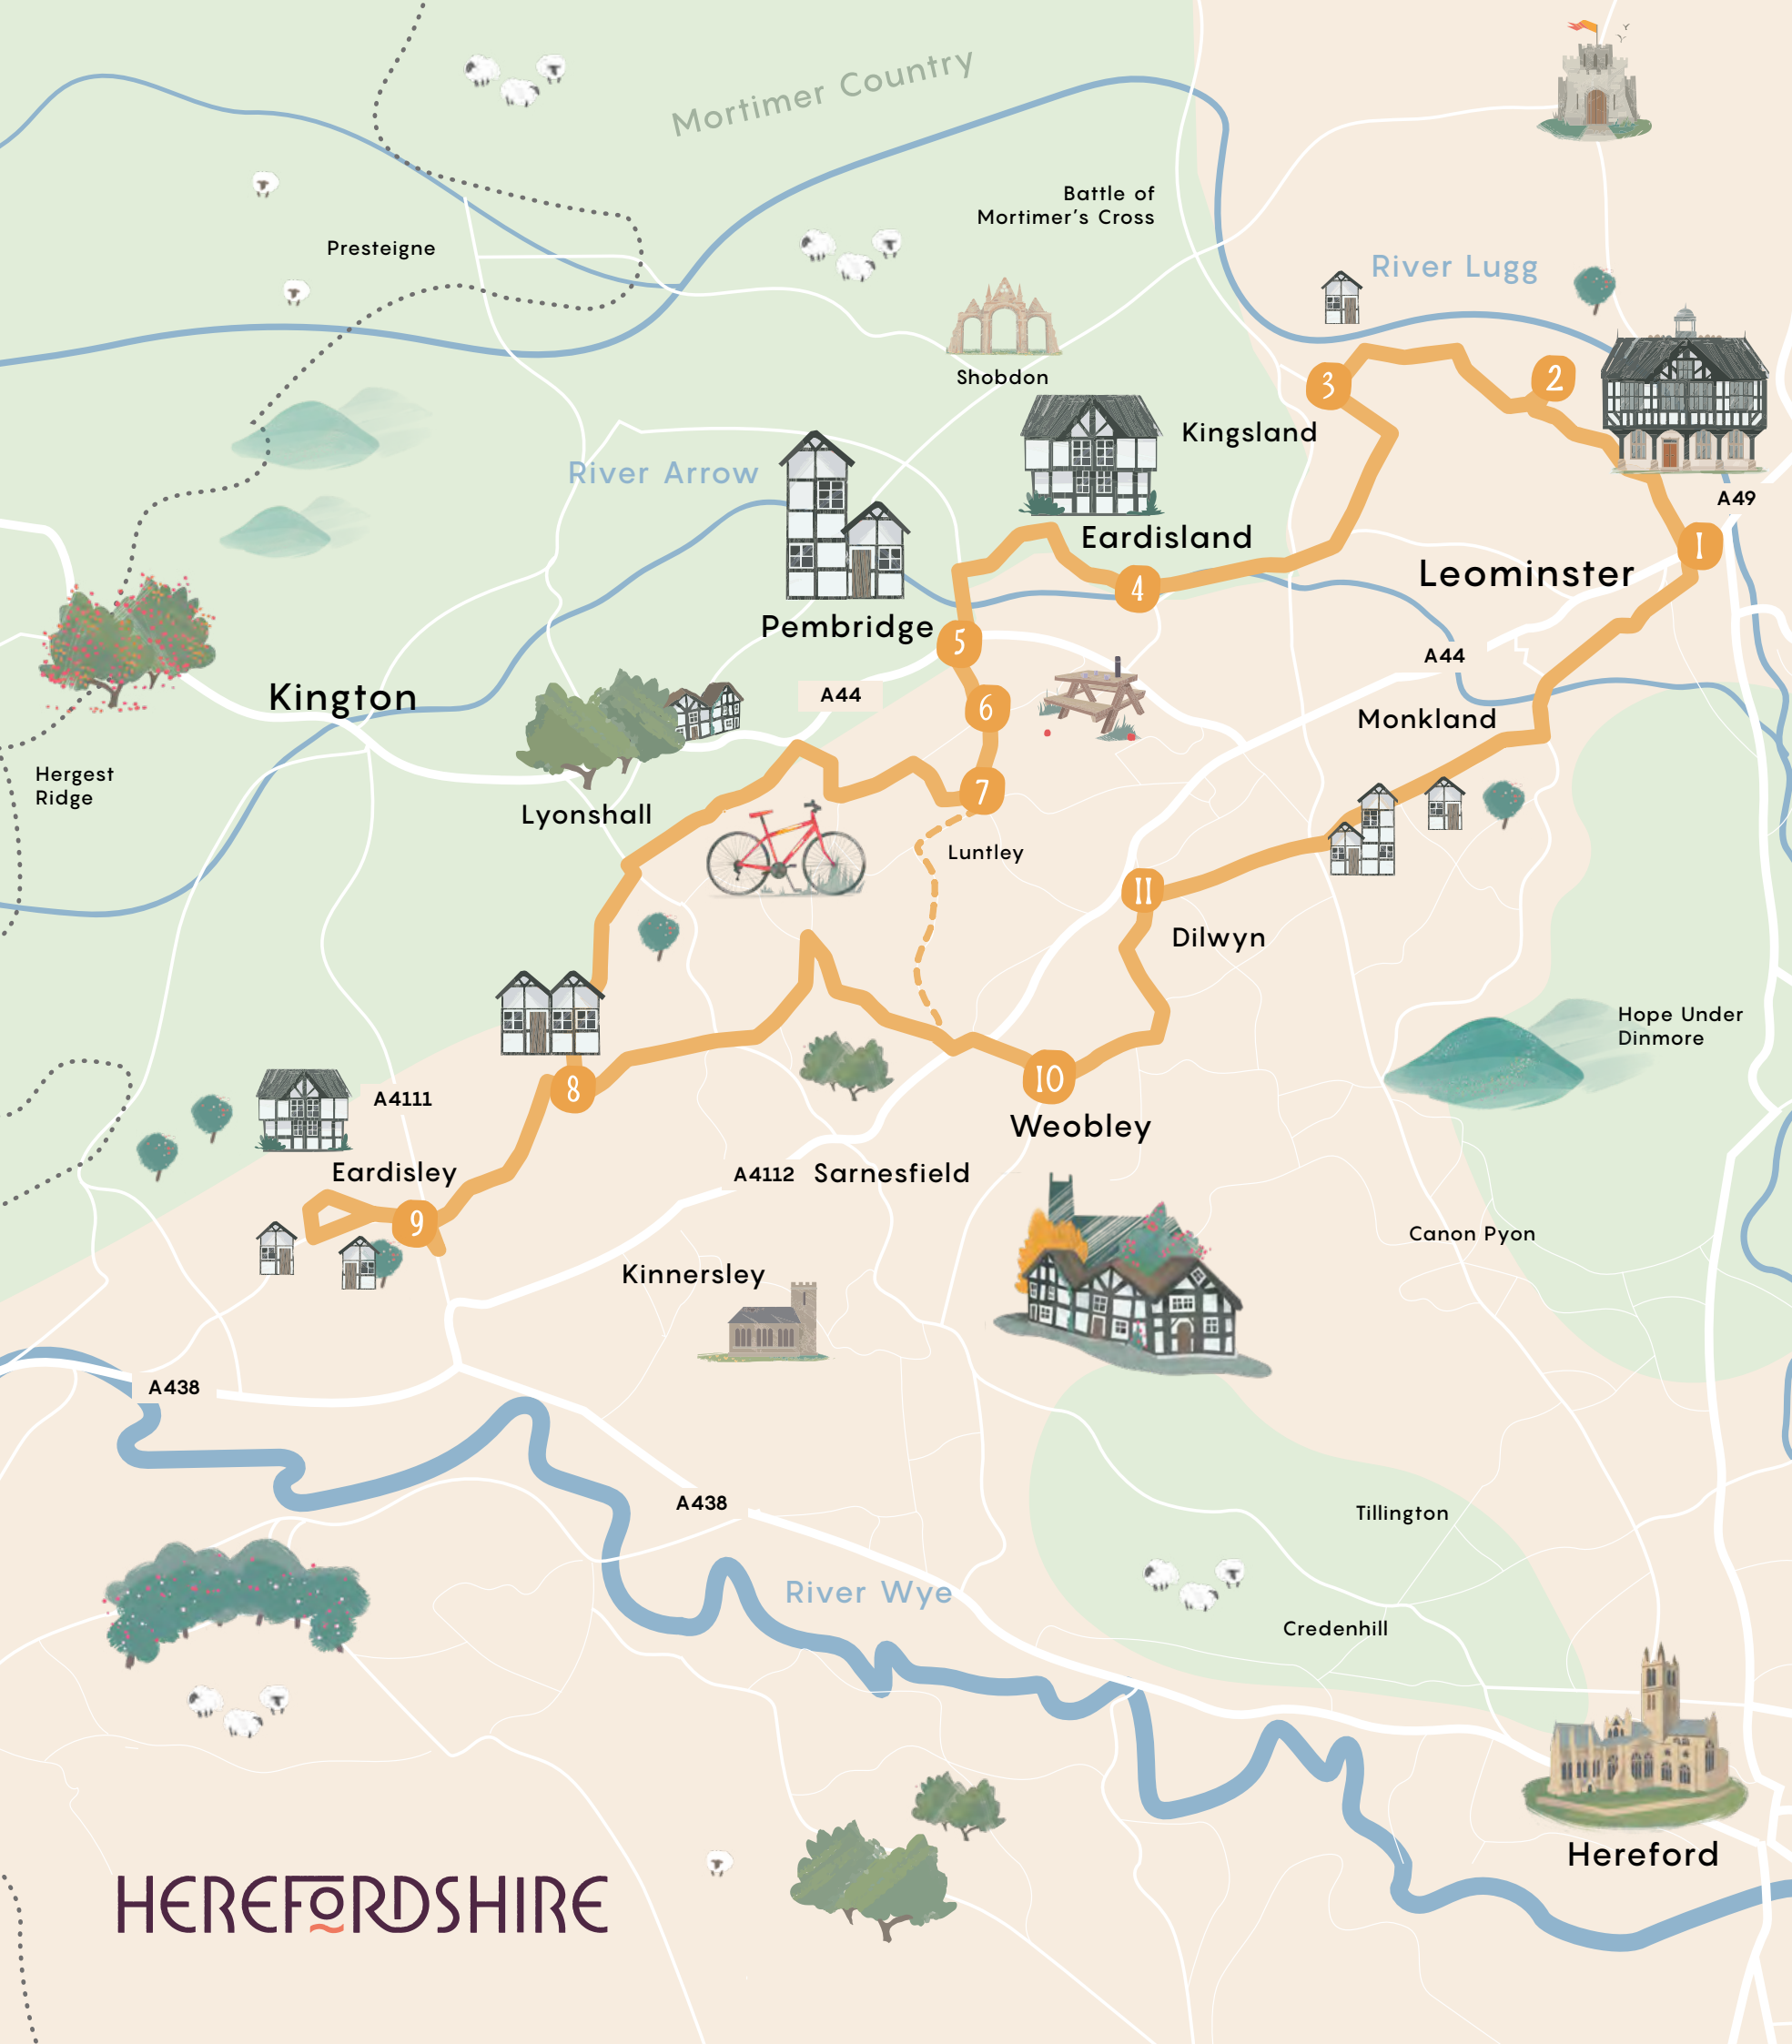 Mortimer Country
Battle of
Mortimer's Cross
Presteigne
River Lugg
Shobdon
2
3
Kingsland
River Arrow
A49
Eardisland
1
Leominster
4
Pembridge
5
A44
Kington
A44
6
Monkland
Hergest
Ridge
7
Lyonshall
Luntley
11
Dilwyn
Hope Under
Dinmore
8
10
A4111
Weobley
Eardisley
A4112
Sarnesfield
9
Canon Pyon
Kinnersley
A438
A438
Tillington
River Wye
Credenhill
Hereford
HEREFORDSHIRE